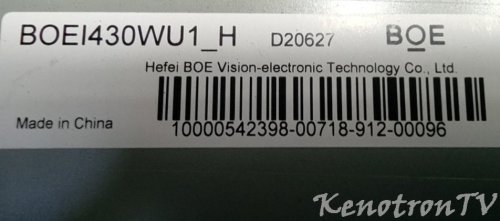 BOEI430WU1_H D20627 BOE
Hefei BOE Vision-electronic Technology Co., Ltd.
Made in China
10000542398-00718-912-00096
KenotronTV